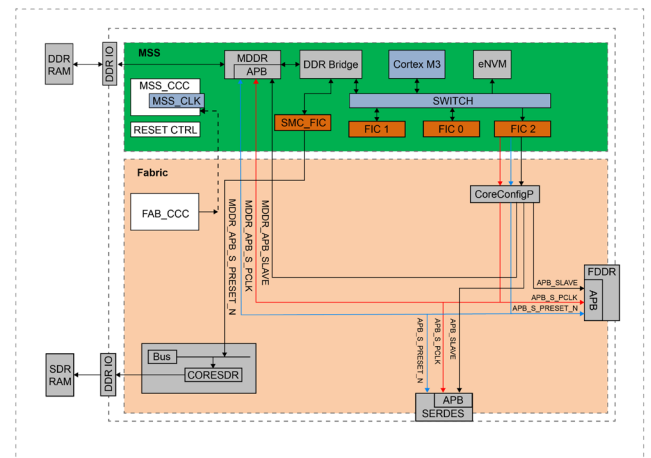 MSS
DDR
RAM
DDR IO
MDDR
APB
DDR Bridge
Cortex M3
eNVM
MSS_CCC
MSS_CLK
SWITCH
RESET CTRL
SMC_FIC
FIC 1
FIC 0
FIC 2
Fabric
CoreConfigP
FAB_CCC
MDDR_APB_S_PRESET_N
MDDR_APB_S_PCLK
MDDR_APB_SLAVE
FDDR
APB
APB_SLAVE
APB_S_PCLK
APB_S_PRESET_N
APB_S_PRESET_N
APB_S_PCLK
APB_SLAVE
SDR
RAM
DDR IO
Bus
CORESDR
APB
SERDES